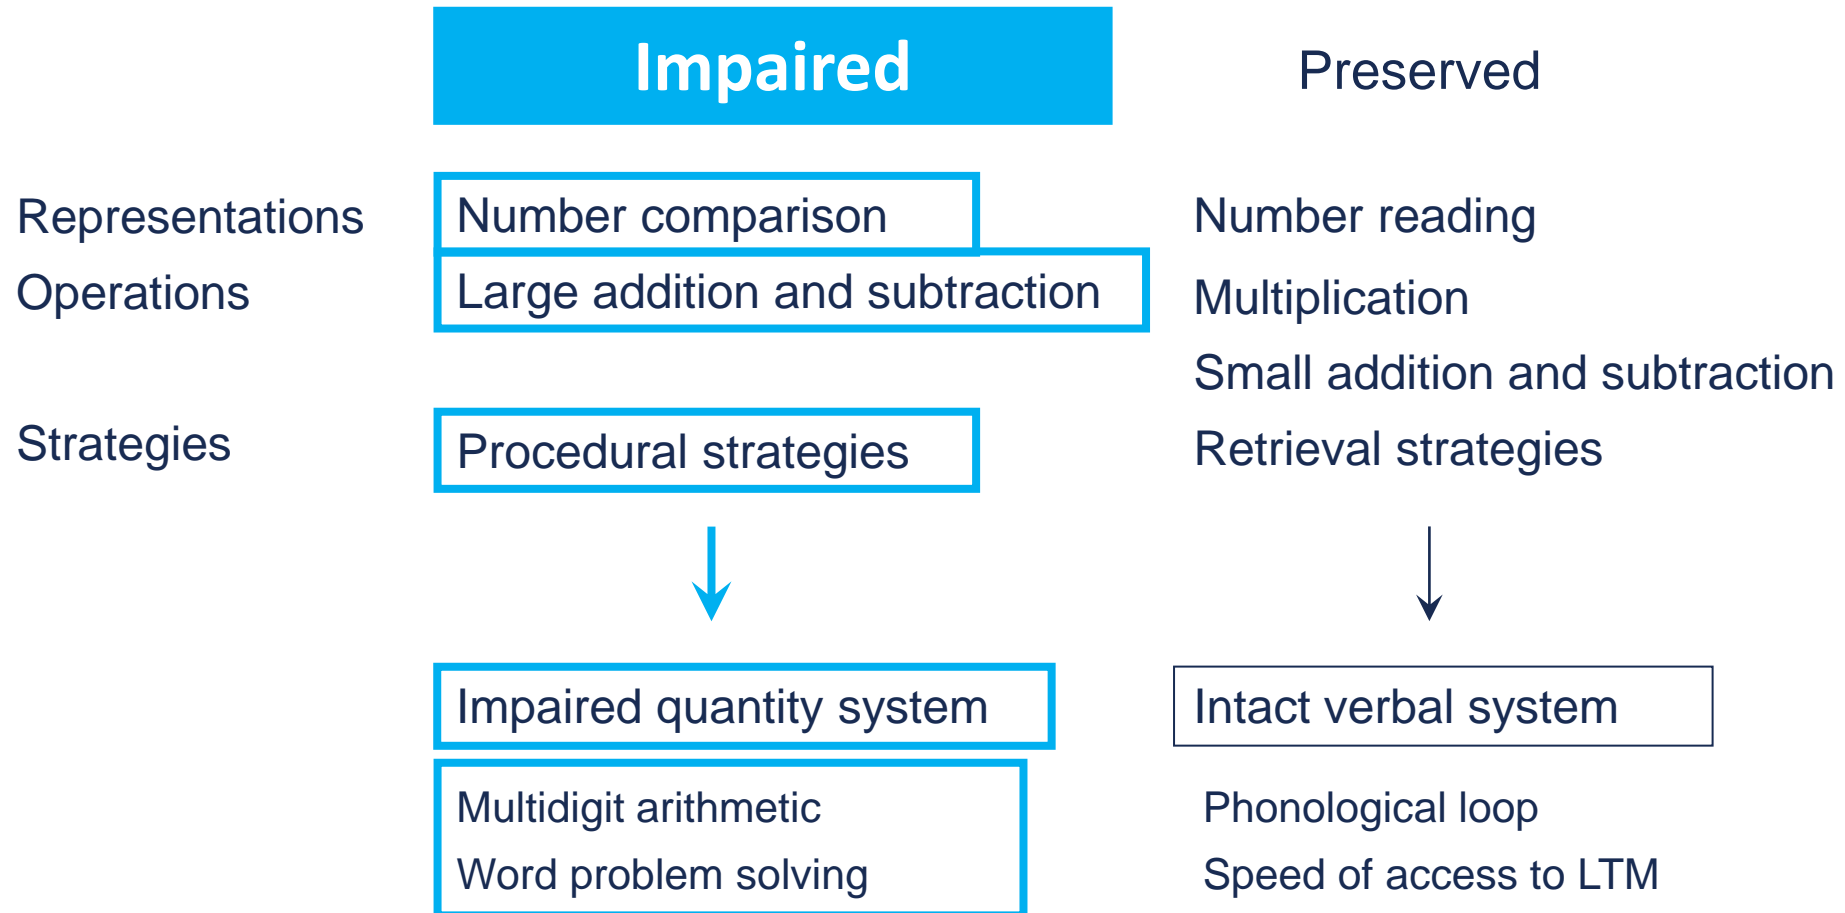 Impaired Preserved
Representations Number comparison Number reading
Operations Large addition and subtraction Multiplication
Small addition and subtraction
Strategies Procedural strategies Retrieval strategies
Impaired quantity system Intact verbal system
Multidigit arithmetic Phonological loop
Word problem solving Speed of access to LTM